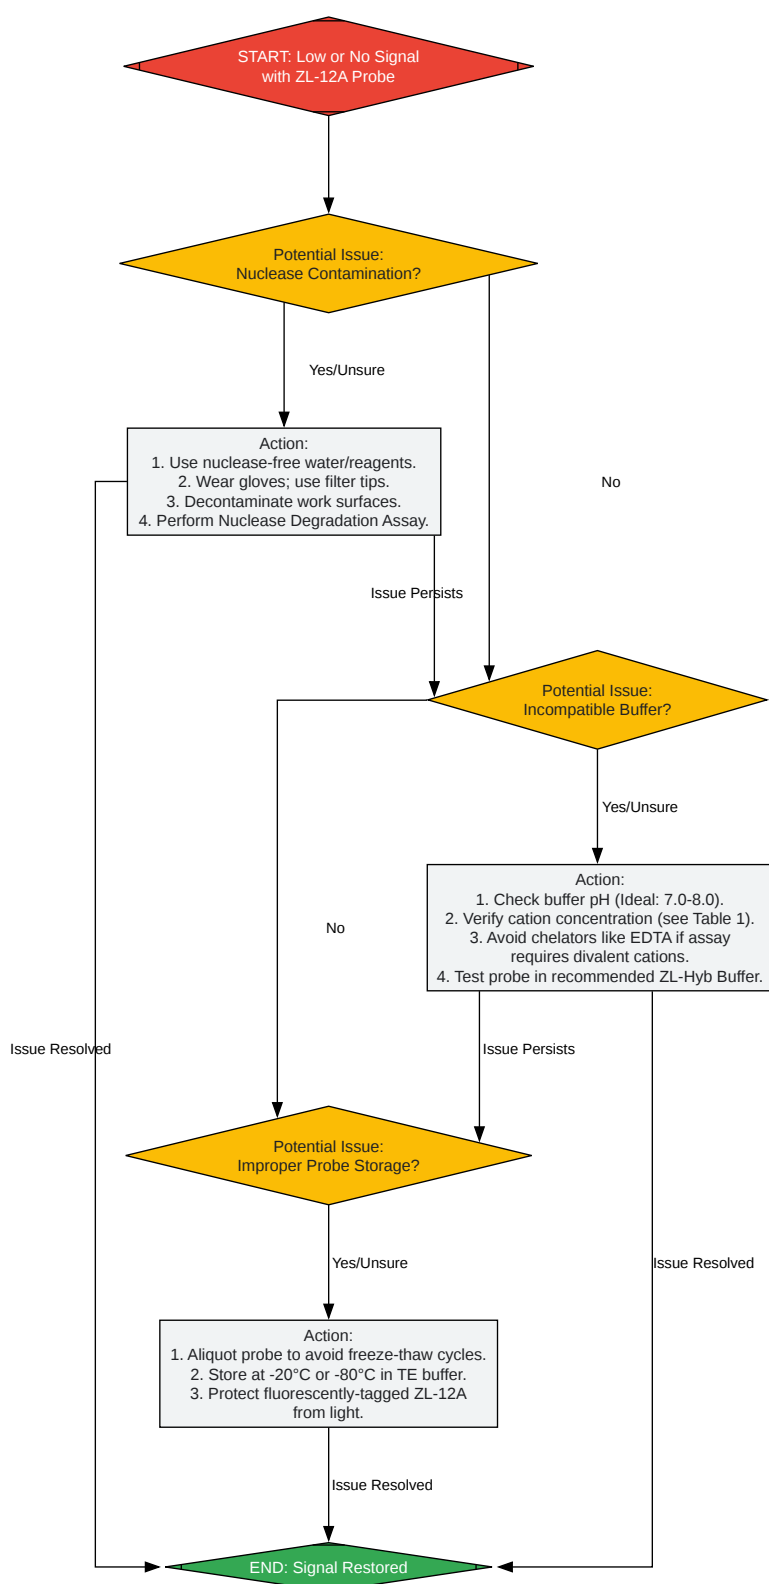 START: Low or No Signal
with ZL-12A Probe
Potential Issue:
Nuclease Contamination?
Yes/Unsure
Action:
1. Use nuclease-free water/reagents.
2. Wear gloves; use filter tips.
3. Decontaminate work surfaces.
4. Perform Nuclease Degradation Assay.
No
Issue Persists
Potential Issue:
Incompatible Buffer?
Yes/Unsure
Action:
1. Check buffer pH (Ideal: 7.0-8.0).
2. Verify cation concentration (see Table 1).
3. Avoid chelators like EDTA if assay
requires divalent cations.
4. Test probe in recommended ZL-Hyb Buffer.
No
Issue Resolved
Issue Persists
Potential Issue:
Improper Probe Storage?
Yes/Unsure
Issue Resolved
Action:
1. Aliquot probe to avoid freeze-thaw cycles.
2. Store at -20°C or -80°C in TE buffer.
3. Protect fluorescently-tagged ZL-12A
from light.
Issue Resolved
END: Signal Restored